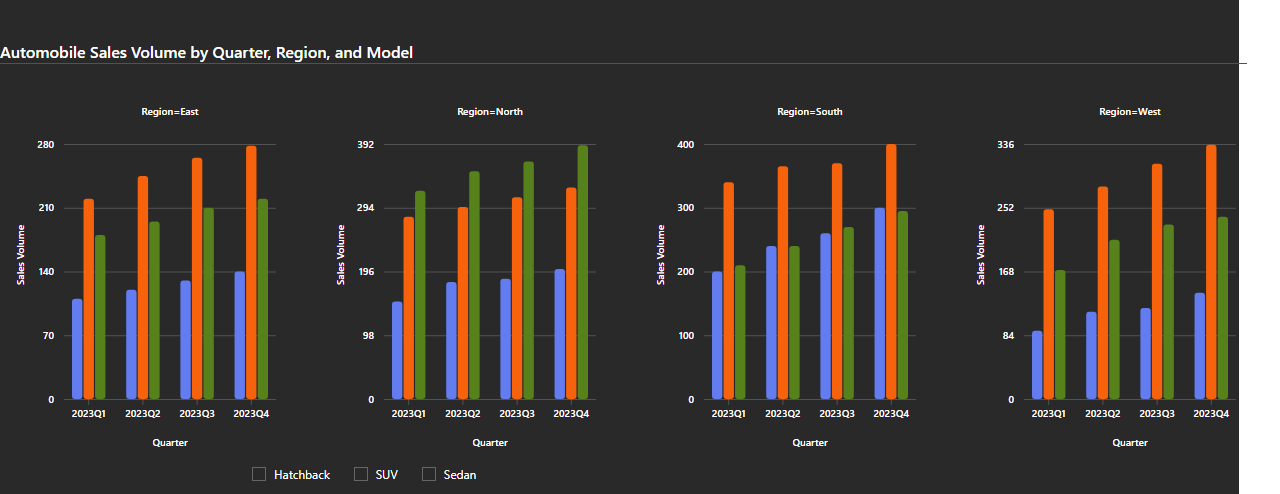 Automobile Sales Volume by Quarter, Region, and Model
Region=East
280
210
140
70
0
Sales Volume
2023Q1 2023Q2 2023Q3 2023Q4
Quarter
Region=North
392
294
196
98
0
Sales Volume
2023Q1 2023Q2 2023Q3 2023Q4
Quarter
Region=South
400
300
200
100
0
Sales Volume
2023Q1 2023Q2 2023Q3 2023Q4
Quarter
Region=West
336
252
168
84
0
Sales Volume
2023Q1 2023Q2 2023Q3 2023Q4
Quarter
Hatchback SUV Sedan